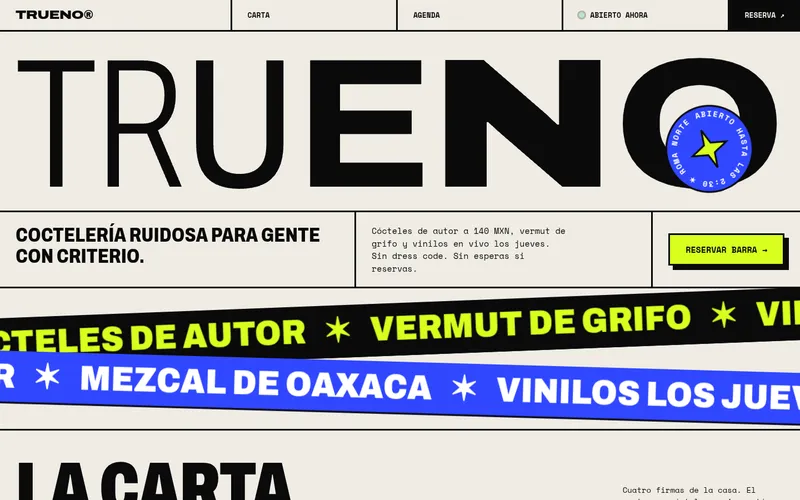 TRUENO®
CARTA
AGENDA
ABIERTO AHORA
RESERVA ↗
TRUENO
ROMA NORTE ABIERTO HASTA LAS 2:30 ★
COCTELERÍA RUIDOSA PARA GENTE
CON CRITERIO.
Cócteles de autor a 140 MXN, vermut de
grifo y vinilos en vivo los jueves.
Sin dress code. Sin esperas si
reservas.
RESERVAR BARRA →
CTELES DE AUTOR ✶ VERMUT DE GRIFO ✶ VI
R ✶ MEZCAL DE OAXACA ✶ VINILOS LOS JUEV
LA CARTA
Cuatro firmas de la casa. El